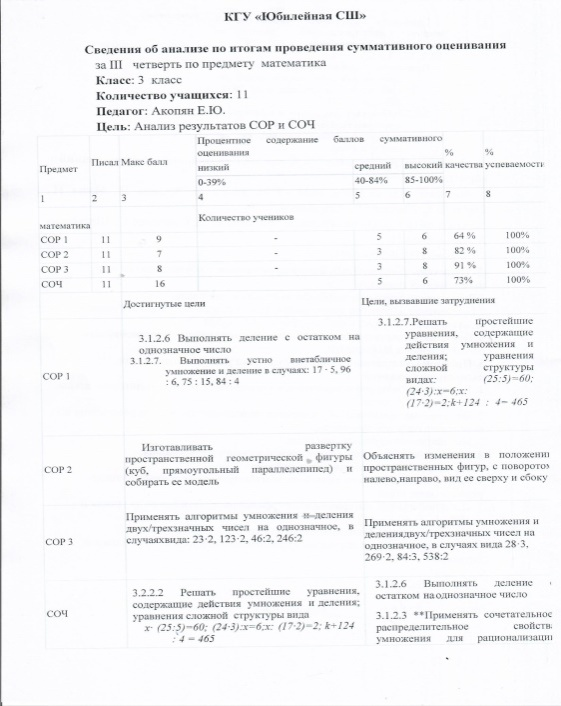 КГУ «Юбилейная СШ»
Сведения об анализе по итогам проведения суммативного оценивания
за III четверть по предмету математика
Класс: 3 класс
Количество учащихся: 11
Педагог: Акопян Е.Ю.
Цель: Анализ результатов СОР и СОЧ
Предмет Писал Макс балл Процентное содержание баллов суммативного оценивания % качества % успеваемости
низкий средний высокий
0-39% 40-84% 85-100%
1 2 3 4 5 6 7 8
математика Количество учеников
СОР 1 11 9 - 5 6 64 % 100%
СОР 2 11 7 - 3 8 82 % 100%
СОР 3 11 8 - 3 8 91 % 100%
СОЧ 11 16 5 6 73% 100%
Достигнутые цели Цели, вызвавшие затруднения
СОР 1
3.1.2.6 Выполнять деление с остатком на
однозначное число
3.1.2.7. Выполнять устно внетабличное
умножение и деление в случаях: 17 · 5, 96
: 6, 75 : 15, 84 : 4
3.1.2.7.Решать простейшие
уравнения, содержащие
действия умножения и
деления; уравнения
сложной структуры
видах: (25:5)=60;
(24·3):х=6;х:
(17·2)=2;k+124 : 4= 465
СОР 2
Изготавливать развертку
пространственной геометрической фигуры
(куб, прямоугольный параллелепипед) и
собирать ее модель
Объяснять изменения в положении
пространственных фигур, с поворотом
налево,направо, вид ее сверху и сбоку
СОР 3
Применять алгоритмы умножения и деления
двух/трехзначных чисел на однозначное, в
случаяхвида: 23·2, 123·2, 46:2, 246:2
Применять алгоритмы умножения и
делениядвух/трехзначных чисел на
однозначное, в случаях вида 28·3,
269·2, 84:3, 538:2
СОЧ
3.2.2.2 Решать простейшие уравнения,
содержащие действия умножения и деления;
уравнения сложной структуры вида
х· (25:5)=60; (24·3):х=6;х: (17·2)=2; k+124
: 4 = 465
3.1.2.6 Выполнять деление с
остатком на однозначное число
3.1.2.3 **Применять сочетательное
распределительное свойства
умножения для рационализации